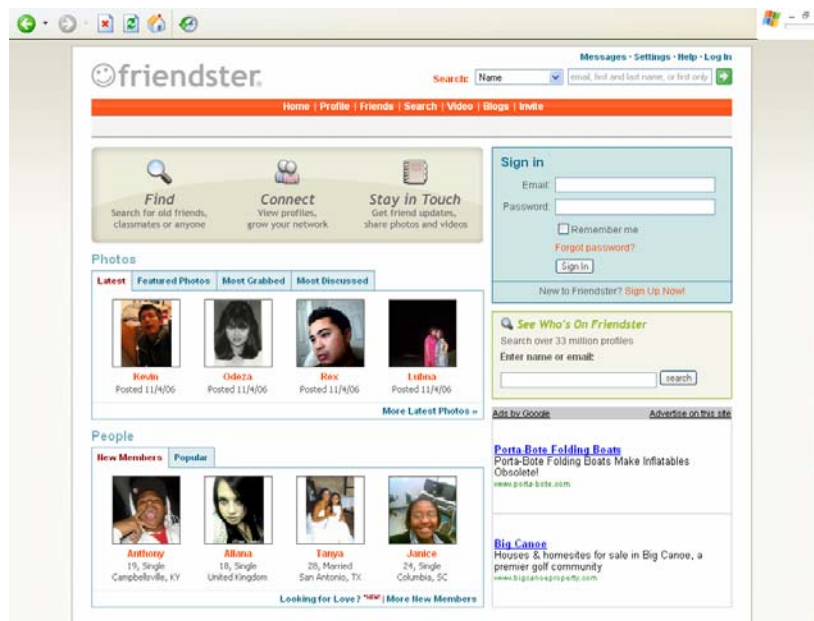 Messages · Settings · Help · Log In
friendster.
Search: Name email, first and last name, or first only
Home | Profile | Friends | Search | Video | Blogs | Invite
Find
Search for old friends,
classmates or anyone
Connect
View profiles,
grow your network
Stay in Touch
Get friend updates,
share photos and videos
Sign in
Email:
Password:
Remember me
Forgot password?
Sign In
New to Friendster? Sign Up Now!
Photos
Latest Featured Photos Most Grabbed Most Discussed
Kevin Odeza Rex Lubna
Posted 11/4/06 Posted 11/4/06 Posted 11/4/06 Posted 11/4/06
More Latest Photos »
See Who's On Friendster
Search over 33 million profiles
Enter name or email:
search
People
New Members Popular
Anthony Allana Tanya Janice
19, Single 18, Single 28, Married 24, Single
Campbellsville, KY United Kingdom San Antonio, TX Columbia, SC
Looking for Love? *NEW! | More New Members
Ads by Google Advertise on this site
Porta-Bote Folding Boats
Porta-Bote Folding Boats Make Inflatables
Obsolete!
www.porta-bote.com
Big Canoe
Houses & homesites for sale in Big Canoe, a
premier golf community
www.bigcanoeproperty.com